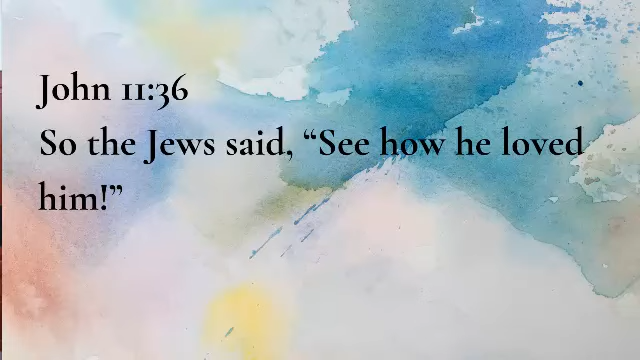 John 11:36
So the Jews said, “See how he loved
him!”